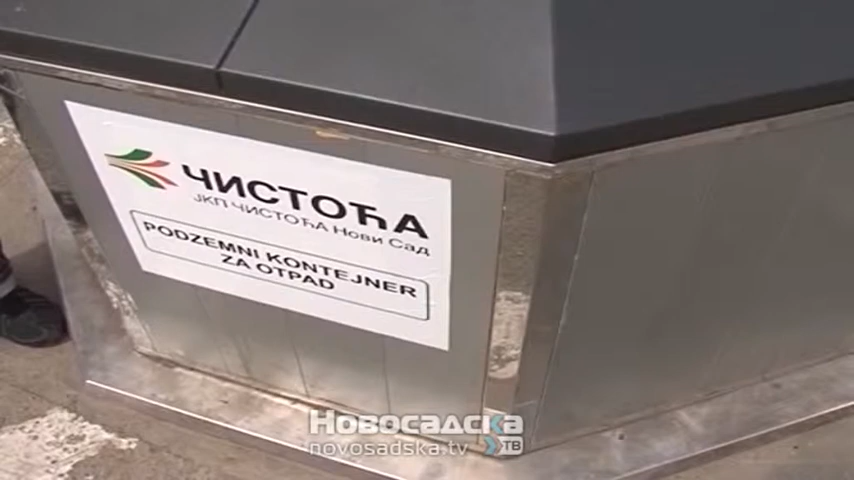 ЧИСТОЋА
ЈКП ЧИСТОЋА Нови Сад
PODZEMNI KONTEJNER
ZA OTPAD
НОВОСАДСКА
novosadska.tv ТВ